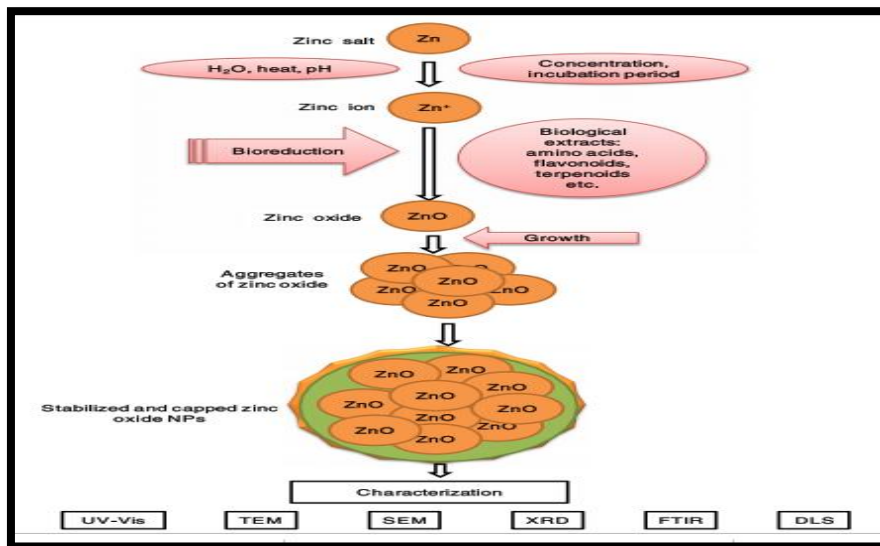 Zinc salt
Zn
H₂O, heat, pH
Concentration,
incubation period
Zinc ion
Zn⁺
Bioreduction
Biological
extracts:
amino acids,
flavonoids,
terpenoids
etc.
Zinc oxide
ZnO
Growth
Aggregates
of zinc oxide
ZnO
ZnO
ZnO
ZnO
ZnO
Stabilized and capped zinc
oxide NPs
ZnO
ZnO
ZnO
ZnO
ZnO
ZnO
ZnO
ZnO
ZnO
ZnO
Characterization
UV-Vis
TEM
SEM
XRD
FTIR
DLS